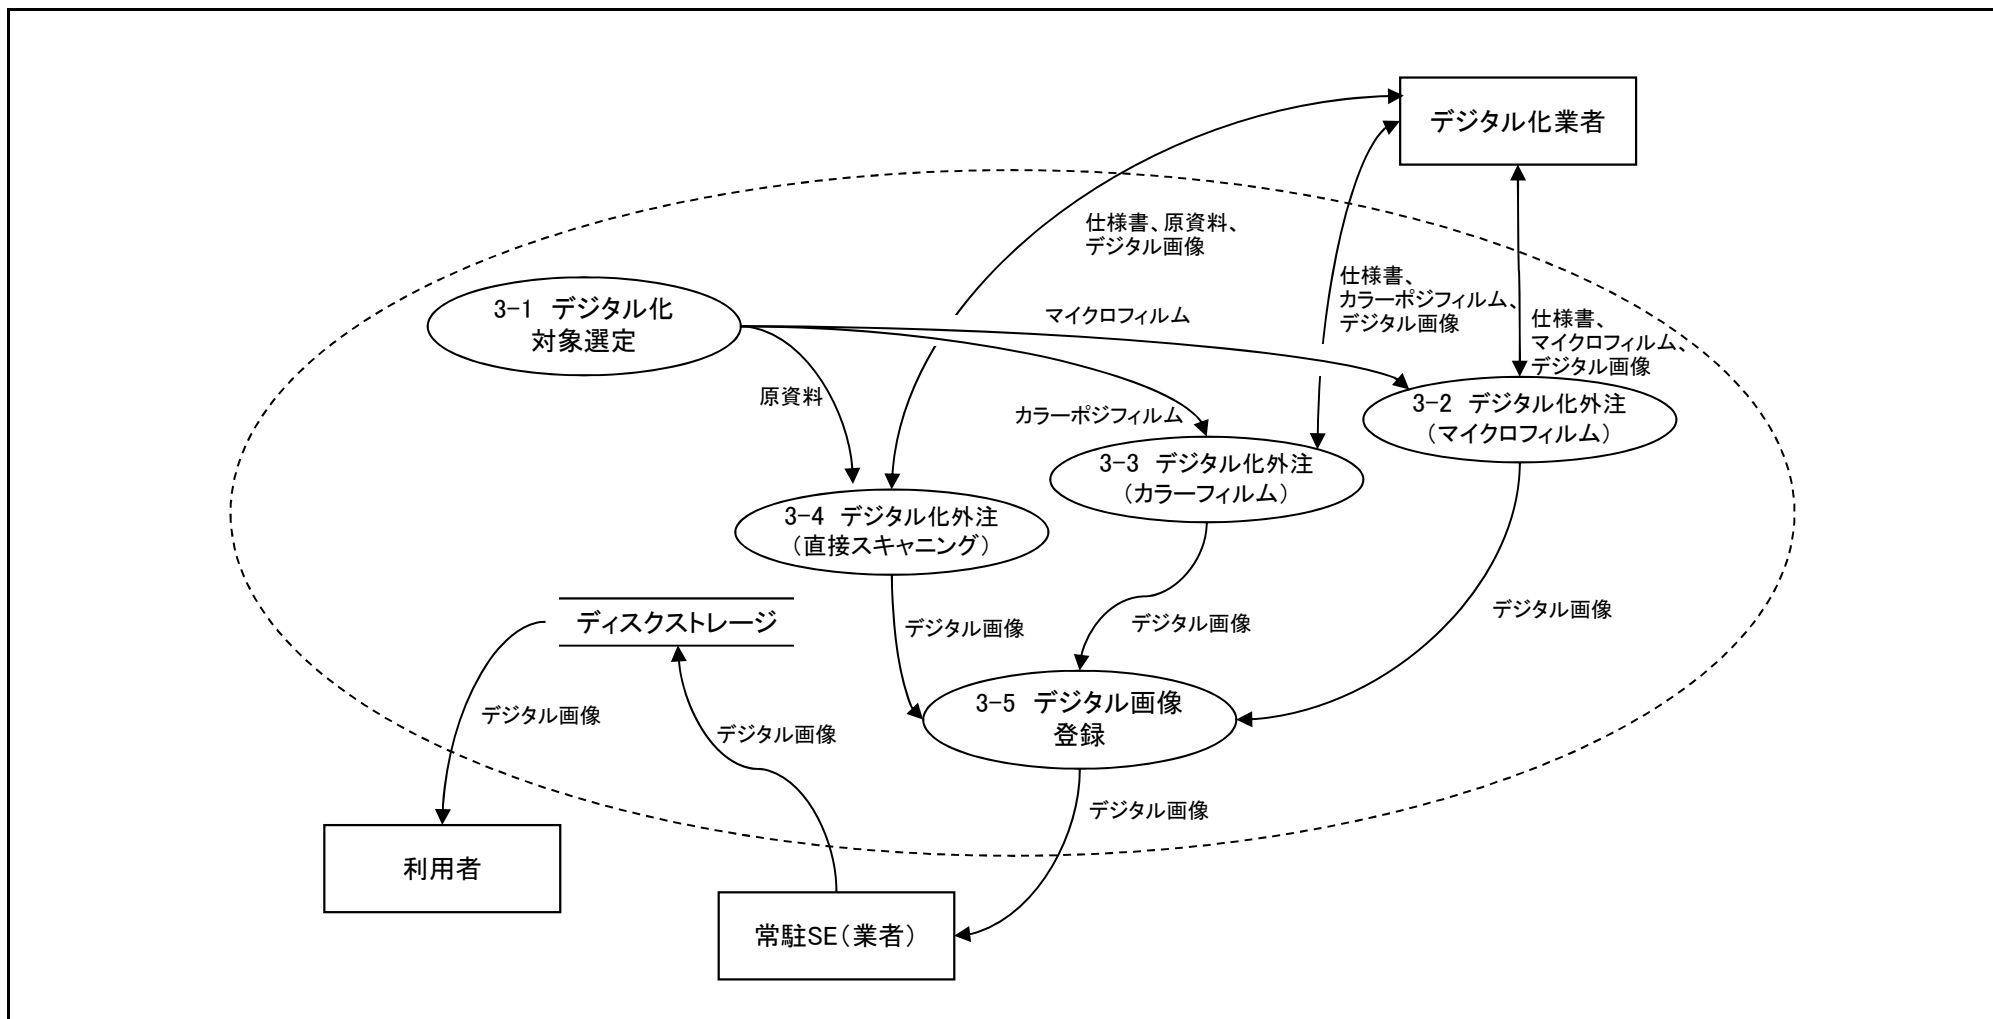 デジタル化業者
仕様書、原資料、
デジタル画像
仕様書、
カラーポジフィルム、
デジタル画像
3-1 デジタル化
対象選定
マイクロフィルム
仕様書、
マイクロフィルム、
デジタル画像
原資料
カラーポジフィルム
3-2 デジタル化外注
（マイクロフィルム）
3-3 デジタル化外注
（カラーフィルム）
3-4 デジタル化外注
（直接スキャニング）
ディスクストレージ
デジタル画像
デジタル画像
デジタル画像
3-5 デジタル画像
登録
デジタル画像
デジタル画像
デジタル画像
利用者
常駐SE（業者）